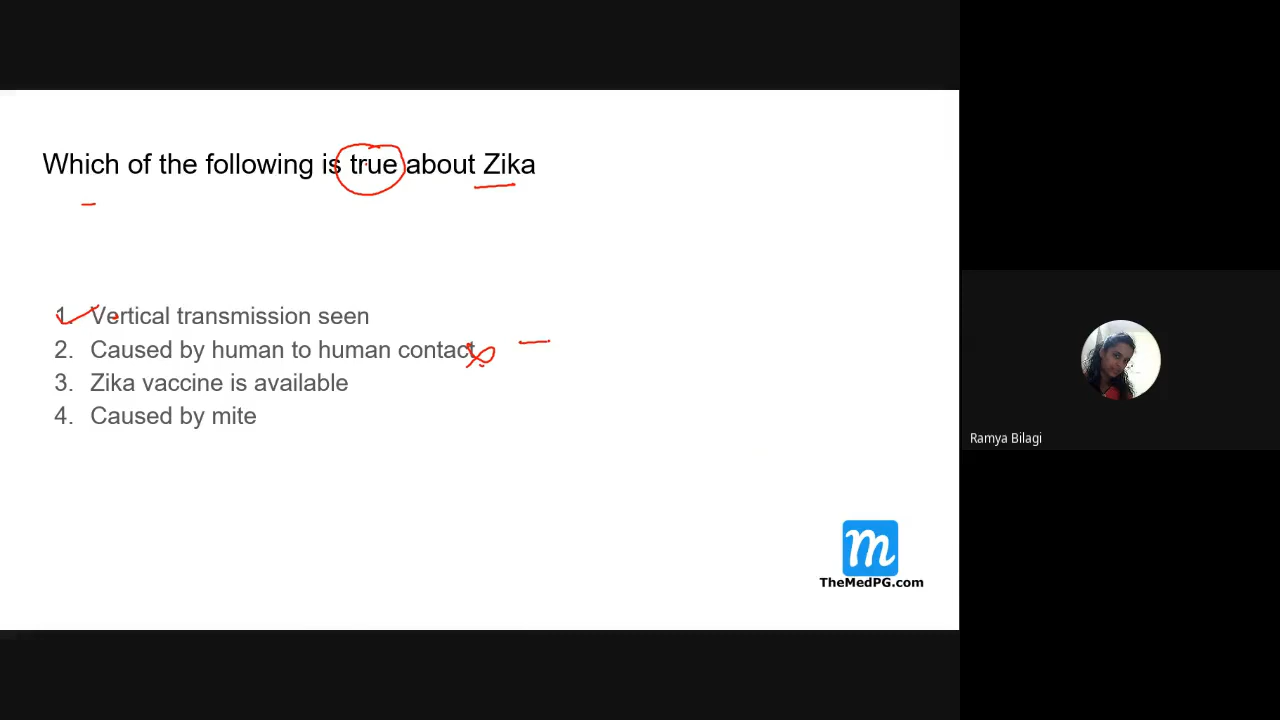 Which of the following is true about Zika
1. Vertical transmission seen
2. Caused by human to human contact
3. Zika vaccine is available
4. Caused by mite
Ramya Bilagi
m
TheMedPG.com